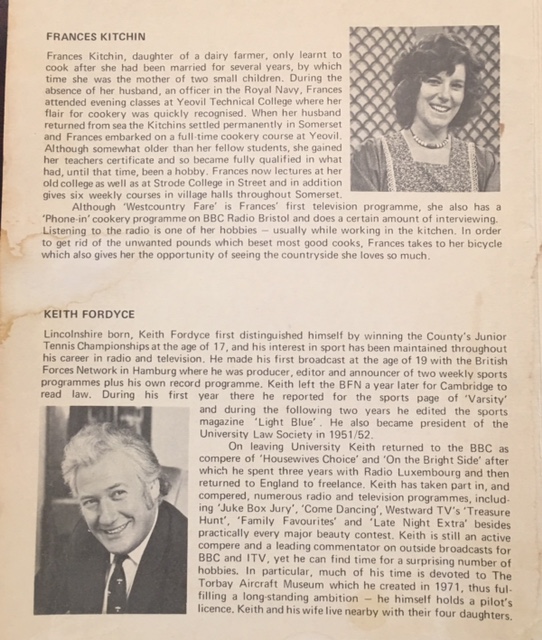 FRANCES KITCHIN
Frances Kitchin, daughter of a dairy farmer, only learnt to
cook after she had been married for several years, by which
time she was the mother of two small children. During the
absence of her husband, an officer in the Royal Navy, Frances
attended evening classes at Yeovil Technical College where her
flair for cookery was quickly recognised. When her husband
returned from sea the Kitchins settled permanently in Somerset
and Frances embarked on a full-time cookery course at Yeovil.
Although somewhat older than her fellow students, she gained
her teachers certificate and so became fully qualified in what
had, until that time, been a hobby. Frances now lectures at her
old college as well as at Strode College in Street and in addition
gives six weekly courses in village halls throughout Somerset.
Although 'Westcountry Fare' is Frances' first television programme, she also has a
'Phone-in' cookery programme on BBC Radio Bristol and does a certain amount of interviewing.
Listening to the radio is one of her hobbies — usually while working in the kitchen. In order
to get rid of the unwanted pounds which beset most good cooks, Frances takes to her bicycle
which also gives her the opportunity of seeing the countryside she loves so much.
KEITH FORDYCE
Lincolnshire born, Keith Fordyce first distinguished himself by winning the County's Junior
Tennis Championships at the age of 17, and his interest in sport has been maintained throughout
his career in radio and television. He made his first broadcast at the age of 19 with the British
Forces Network in Hamburg where he was producer, editor and announcer of two weekly sports
programmes plus his own record programme. Keith left the BFN a year later for Cambridge to
read law. During his first year there he reported for the sports page of 'Varsity'
and during the following two years he edited the sports
magazine 'Light Blue'. He also became president of the
University Law Society in 1951/52.
On leaving University Keith returned to the BBC as
compere of 'Housewives Choice' and 'On the Bright Side' after
which he spent three years with Radio Luxembourg and then
returned to England to freelance. Keith has taken part in, and
compered, numerous radio and television programmes, includ-
ing 'Juke Box Jury', 'Come Dancing', Westward TV's 'Treasure
Hunt', 'Family Favourites' and 'Late Night Extra' besides
practically every major beauty contest. Keith is still an active
compere and a leading commentator on outside broadcasts for
BBC and ITV, yet he can find time for a surprising number of
hobbies. In particular, much of his time is devoted to The
Torbay Aircraft Museum which he created in 1971, thus ful-
filling a long-standing ambition — he himself holds a pilot's
licence. Keith and his wife live nearby with their four daughters.